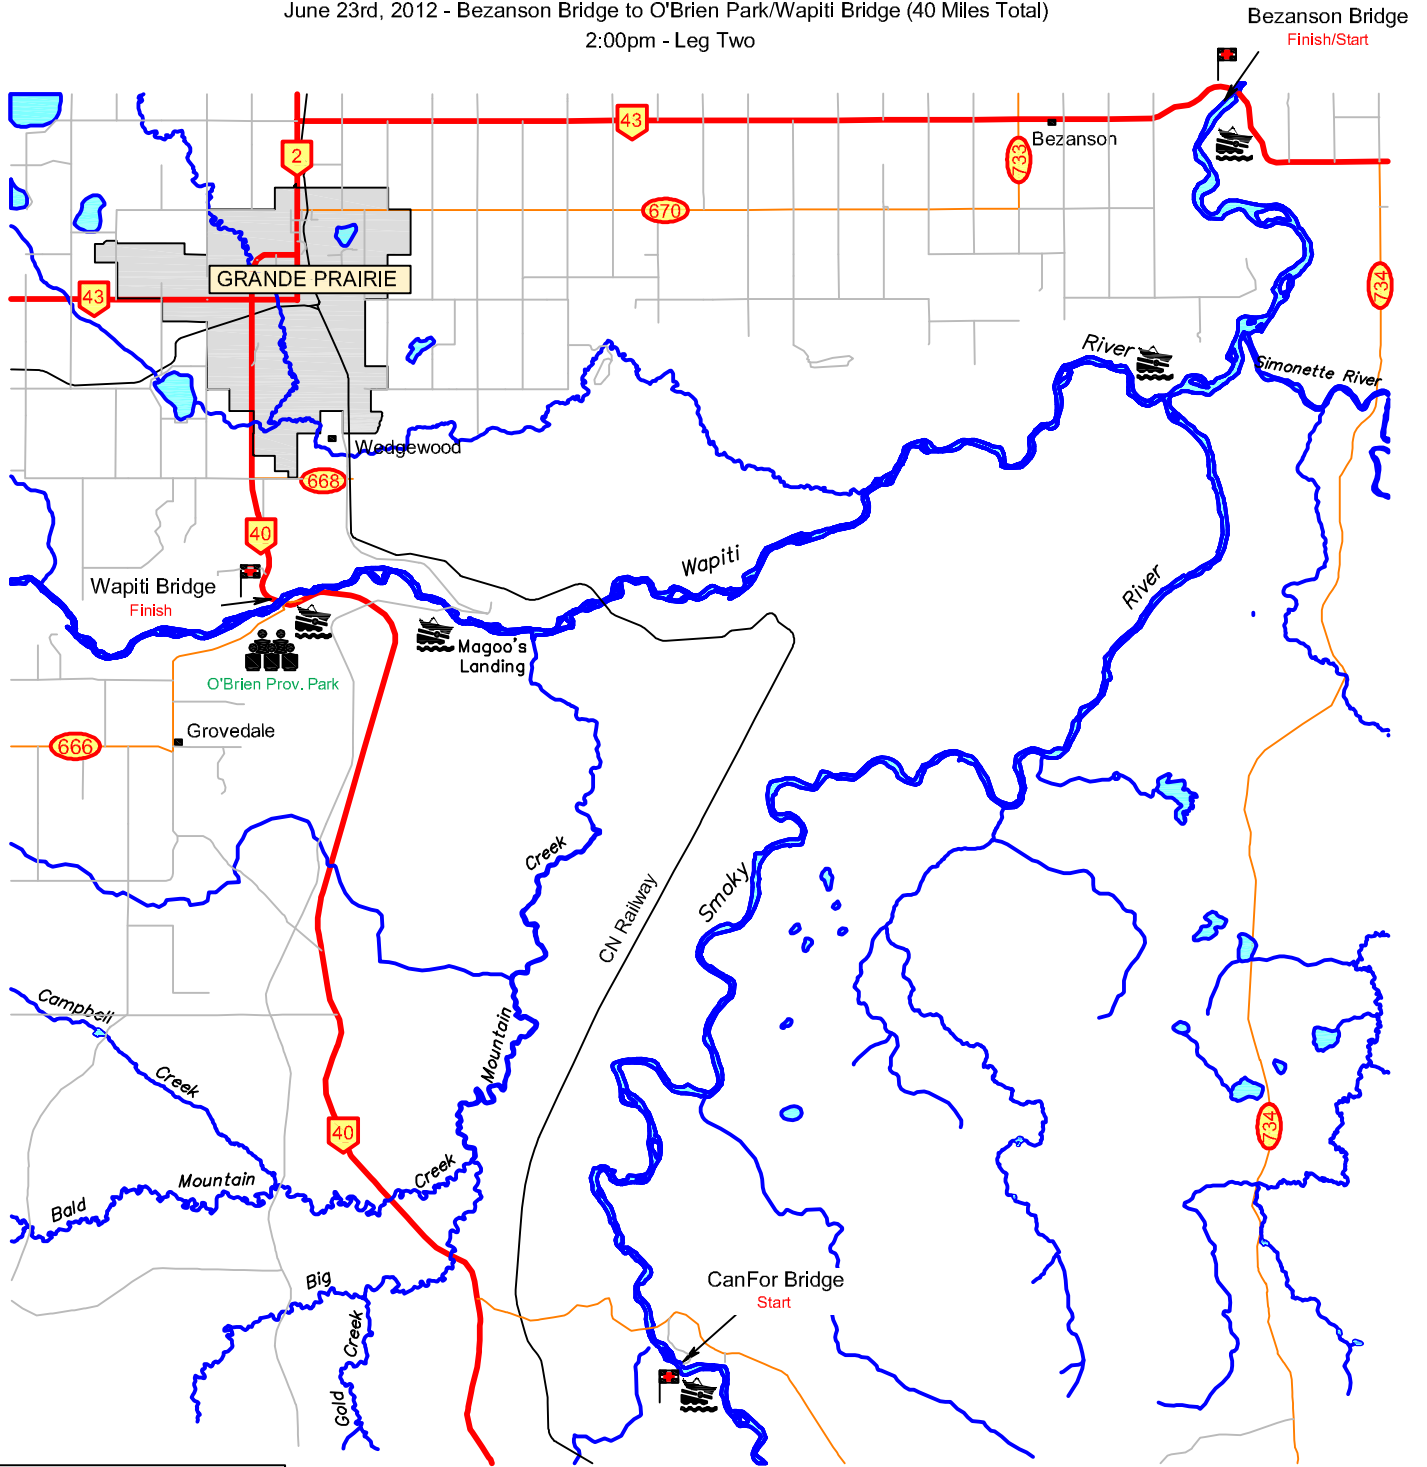 June 23rd, 2012 - Bezanson Bridge to O'Brien Park/Wapiti Bridge (40 Miles Total)
2:00pm - Leg Two
Bezanson Bridge
Finish/Start
43
Bezanson
733
2
670
GRANDE PRAIRIE
43
734
River
Simonette River
Wedgewood
668
40
Wapiti
River
Wapiti Bridge
Finish
Magoo's
Landing
O'Brien Prov. Park
Grovedale
666
Creek
Smoky
CN Railway
Campbell
Creek
Mountain
40
734
Creek
Mountain
Bald
Big
CanFor Bridge
Start
Creek
Gold